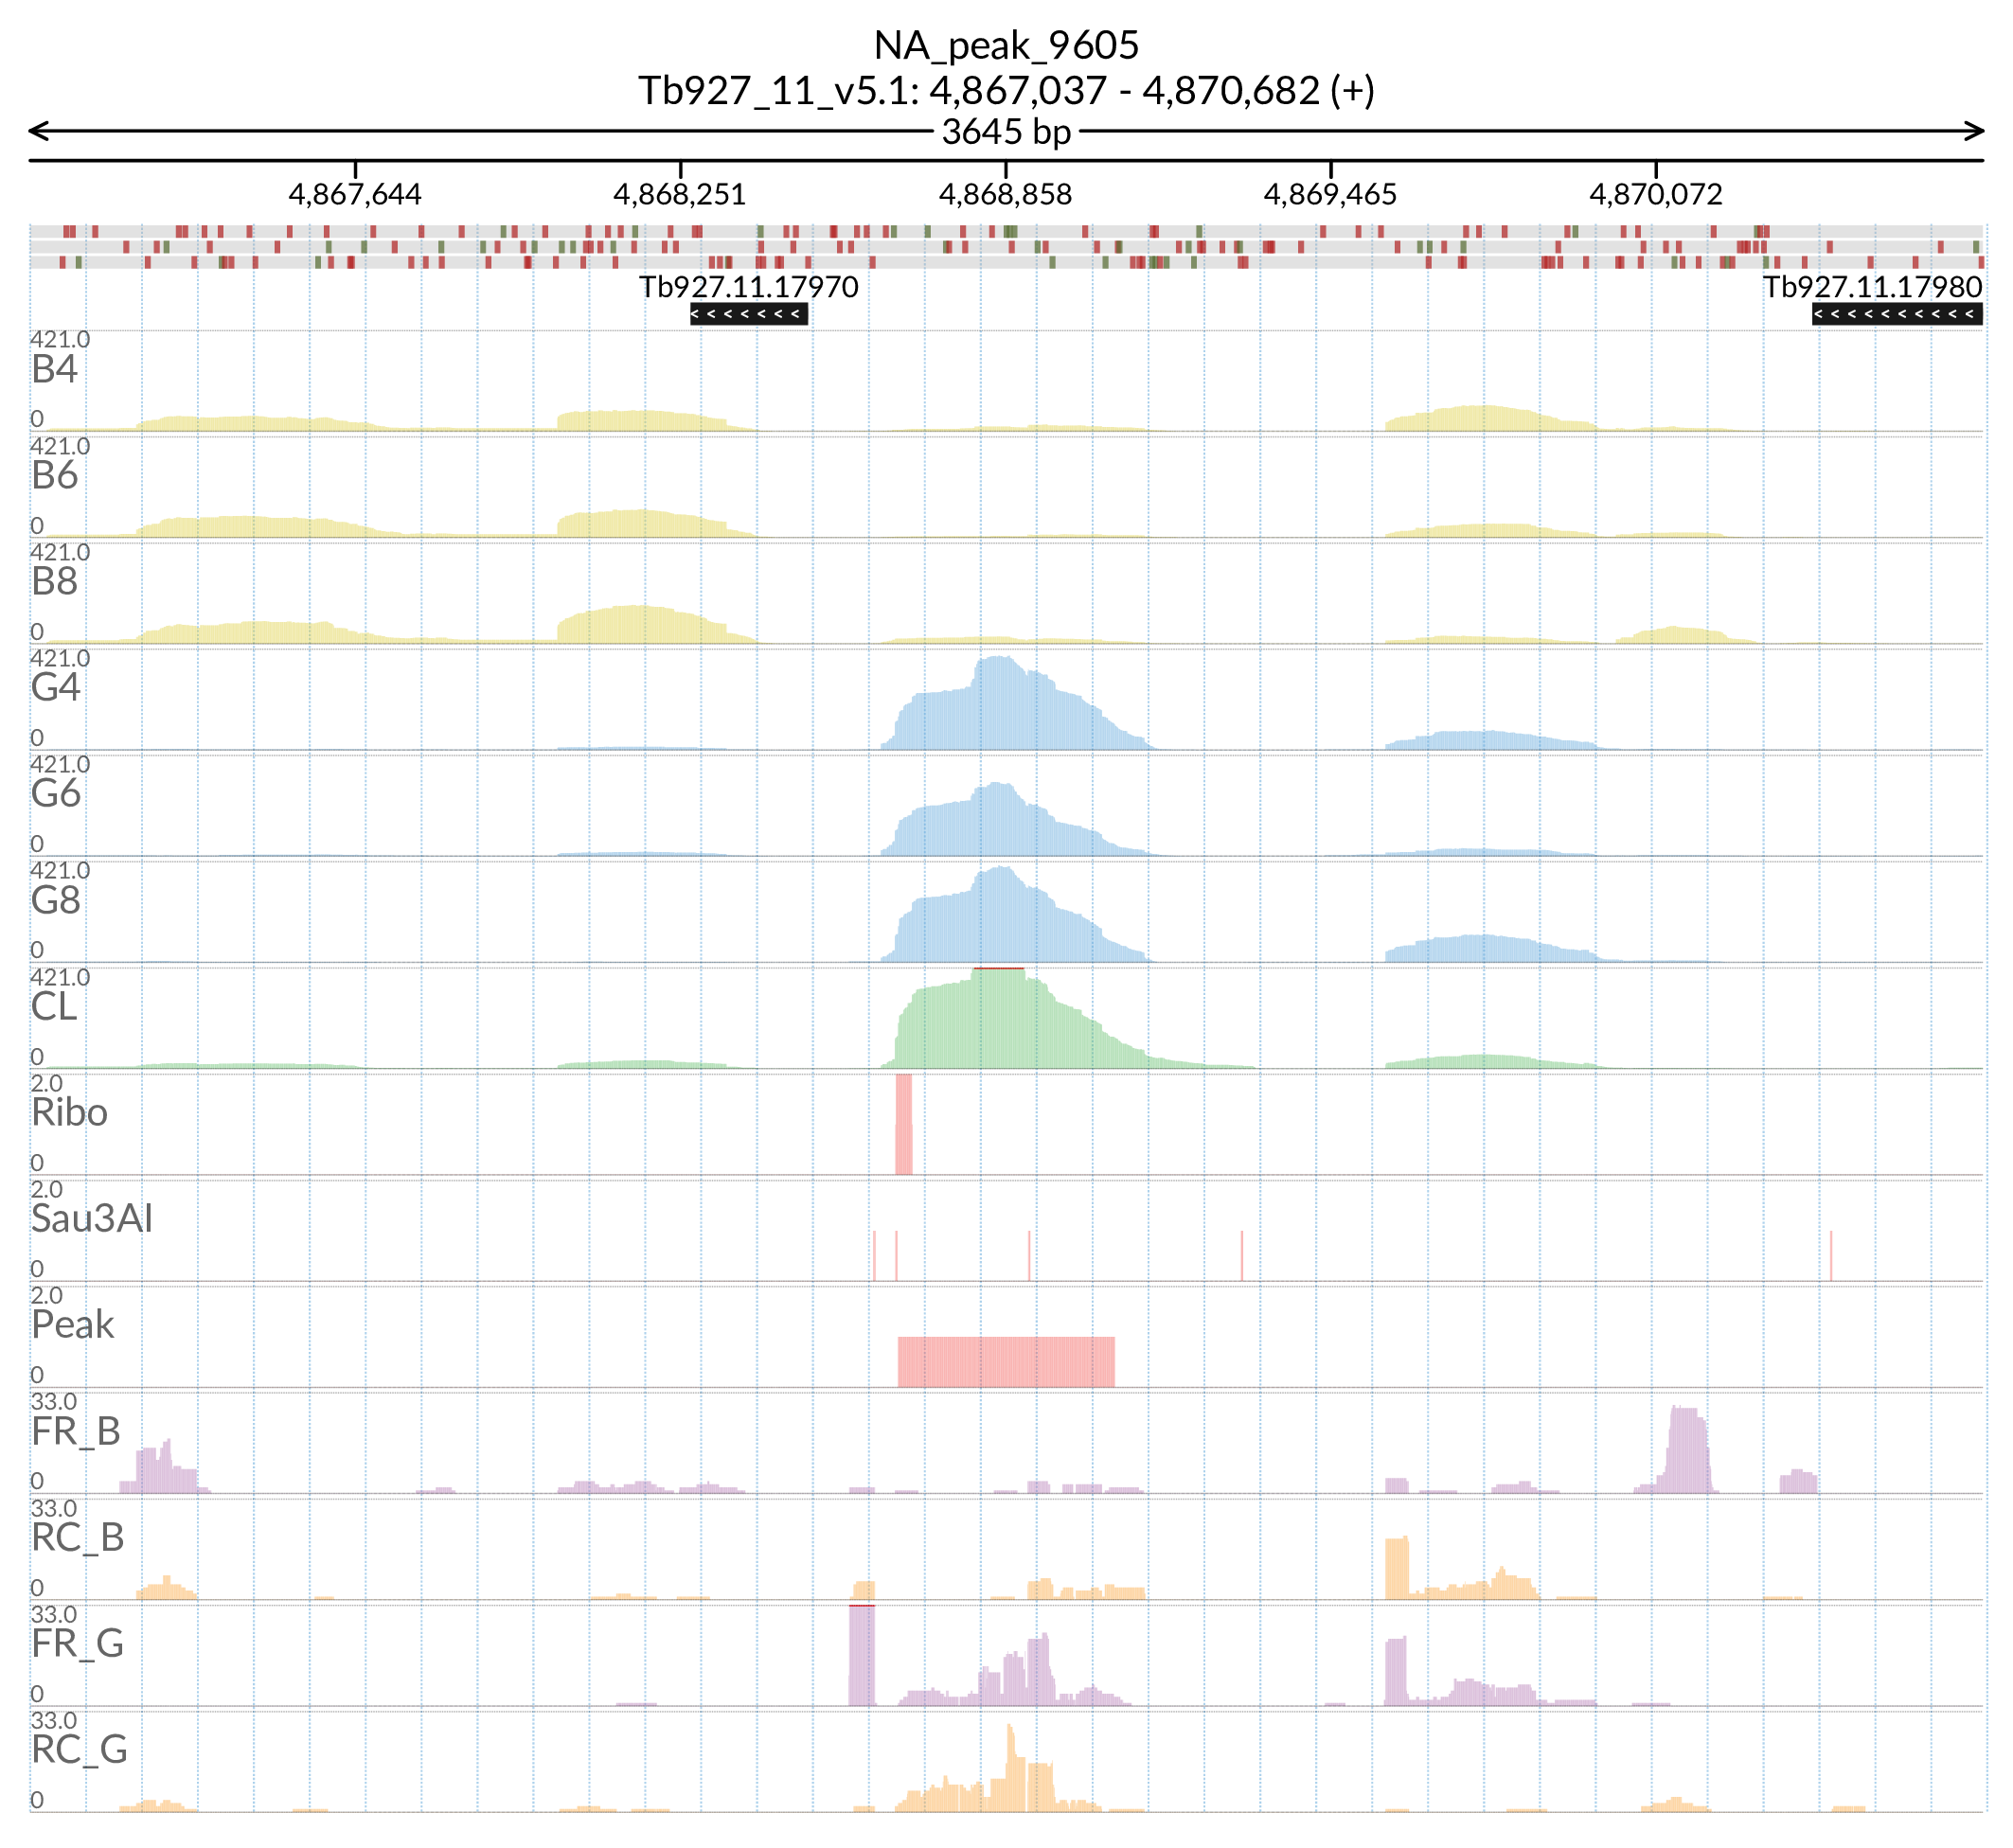 NA_peak_9605
Tb927_11_v5.1: 4,867,037 - 4,870,682 (+)
3645 bp
4,867,644 4,868,251 4,868,858 4,869,465 4,870,072
Tb927.11.17970 Tb927.11.17980
< < < < < < < < < < < < < < < < <
421.0
B4
0
421.0
B6
0
421.0
B8
0
421.0
G4
0
421.0
G6
0
421.0
G8
0
421.0
CL
0
2.0
Ribo
0
2.0
Sau3AI
0
2.0
Peak
0
33.0
FR_B
0
33.0
RC_B
0
33.0
FR_G
0
33.0
RC_G
0